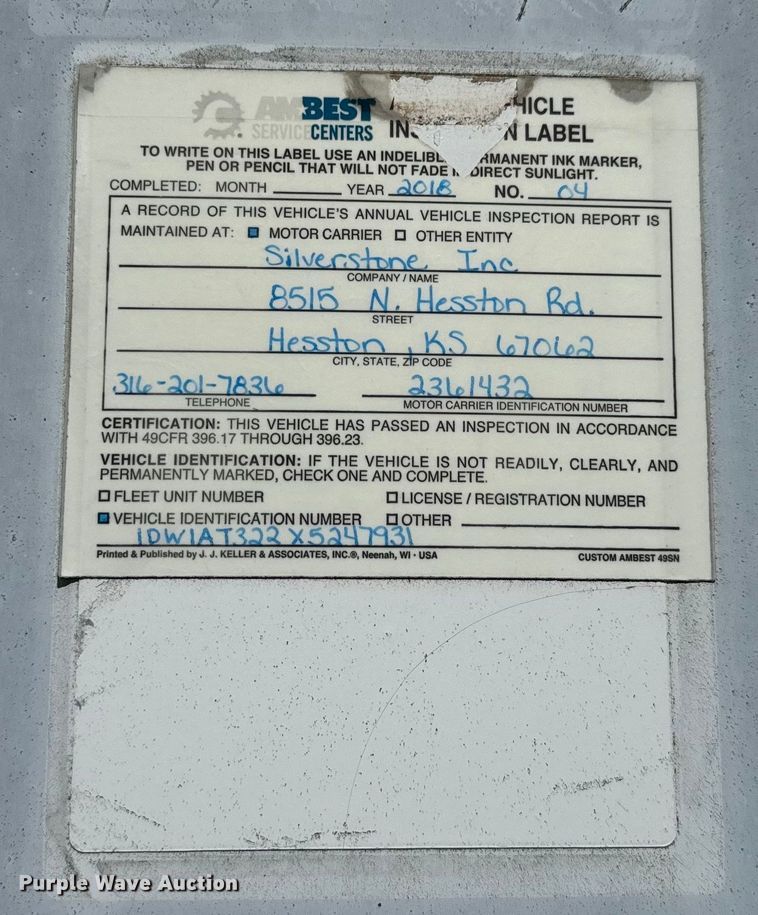 AMBEST
SERVICE CENTERS
HICLE
IN N LABEL
TO WRITE ON THIS LABEL USE AN INDELIBL RMANENT INK MARKER,
PEN OR PENCIL THAT WILL NOT FADE I DIRECT SUNLIGHT.
COMPLETED: MONTH YEAR 2018 NO. 04
A RECORD OF THIS VEHICLE'S ANNUAL VEHICLE INSPECTION REPORT IS
MAINTAINED AT: MOTOR CARRIER ☐ OTHER ENTITY
Silverstone, Inc
COMPANY / NAME
8515 N. Hesston Rd.
STREET
Hesston, KS 67062
CITY, STATE, ZIP CODE
316-201-7836 2361432
TELEPHONE MOTOR CARRIER IDENTIFICATION NUMBER
CERTIFICATION: THIS VEHICLE HAS PASSED AN INSPECTION IN ACCORDANCE
WITH 49CFR 396.17 THROUGH 396.23.
VEHICLE IDENTIFICATION: IF THE VEHICLE IS NOT READILY, CLEARLY, AND
PERMANENTLY MARKED, CHECK ONE AND COMPLETE.
☐ FLEET UNIT NUMBER ☐ LICENSE / REGISTRATION NUMBER
VEHICLE IDENTIFICATION NUMBER ☐ OTHER
1DW1AT322X5247931
Printed & Published by J. J. KELLER & ASSOCIATES, INC.®, Neenah, WI • USA CUSTOM AMBEST 49SN
Purple Wave Auction